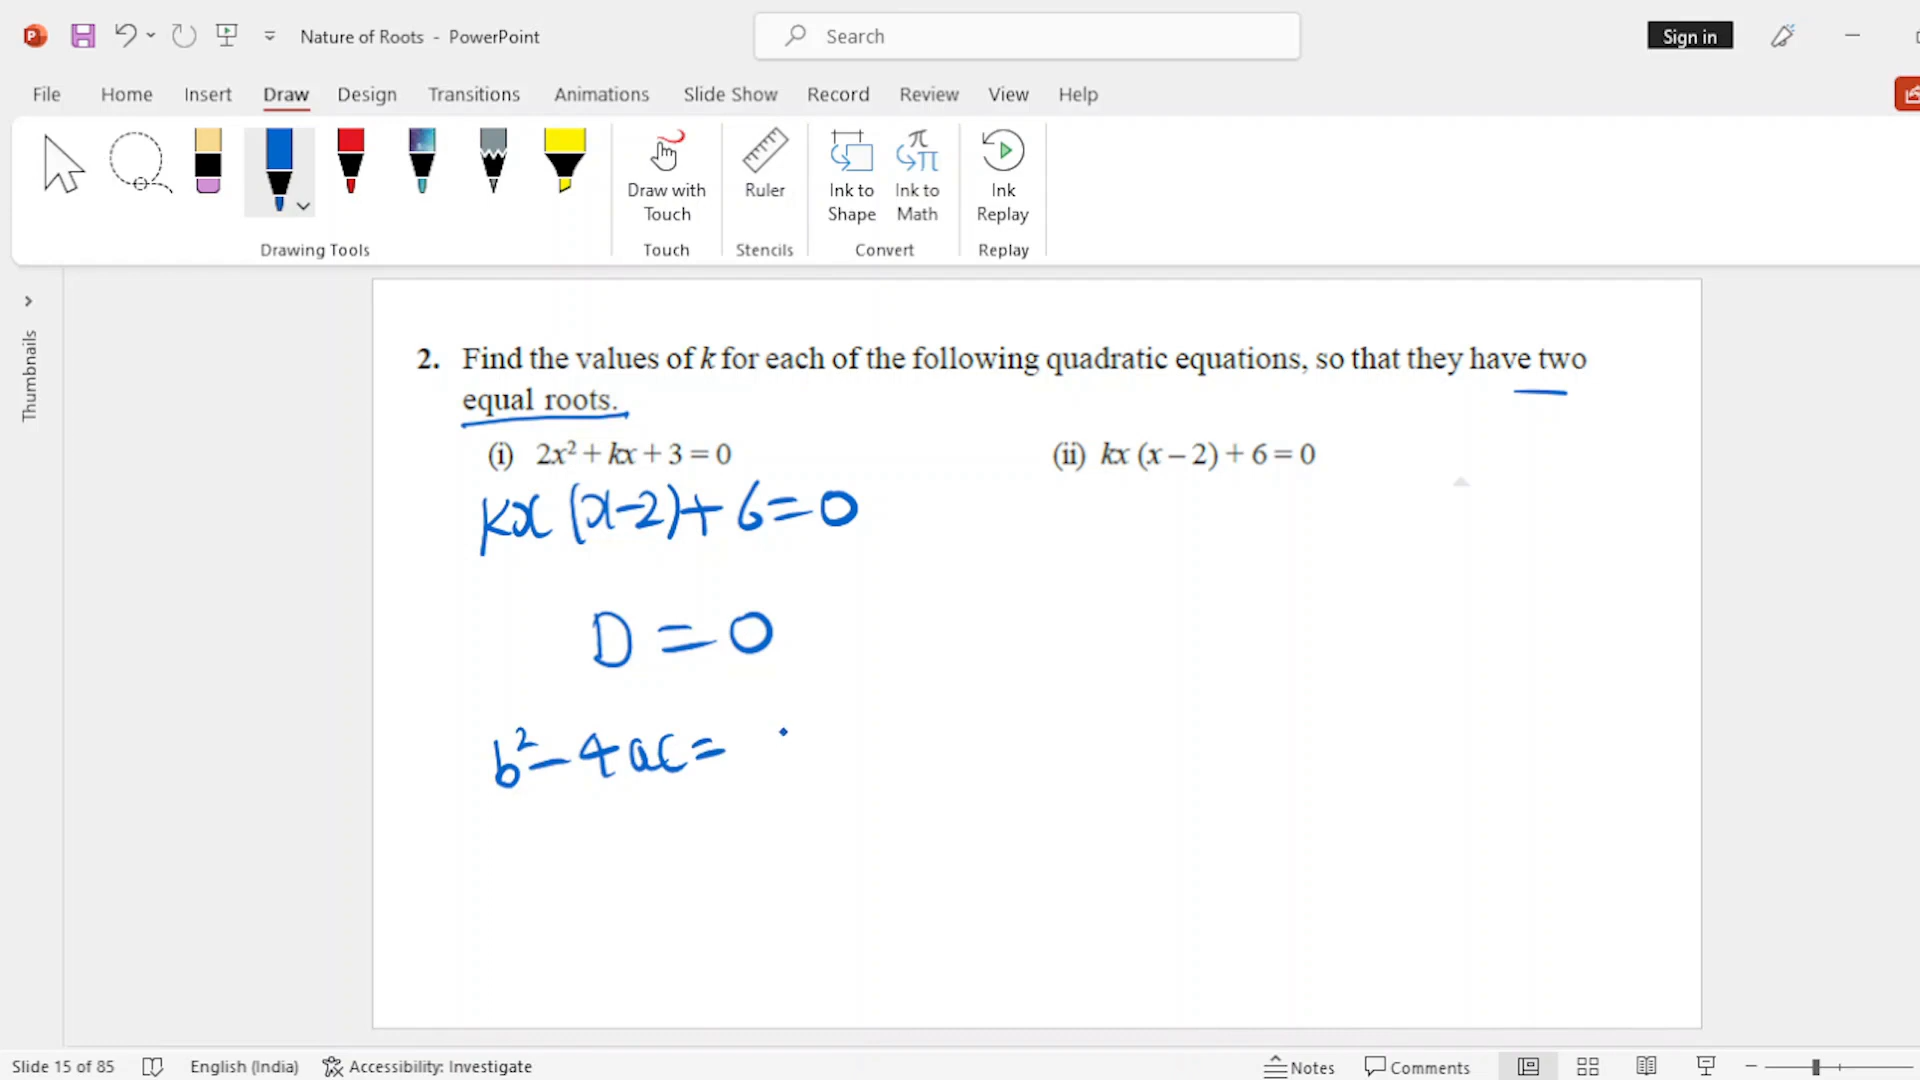 Nature of Roots - PowerPoint
Search
Sign in
File Home Insert Draw Design Transitions Animations Slide Show Record Review View Help
Draw with Touch
Ruler
Ink to Shape
Ink to Math
Ink Replay
Drawing Tools Touch Stencils Convert Replay
Thumbnails
2. Find the values of k for each of the following quadratic equations, so that they have two
equal roots.
(i) 2x² + kx + 3 = 0 (ii) kx (x – 2) + 6 = 0
kx (x-2) + 6 = 0
D = 0
b² - 4ac =
Slide 15 of 85 English (India) Accessibility: Investigate Notes Comments